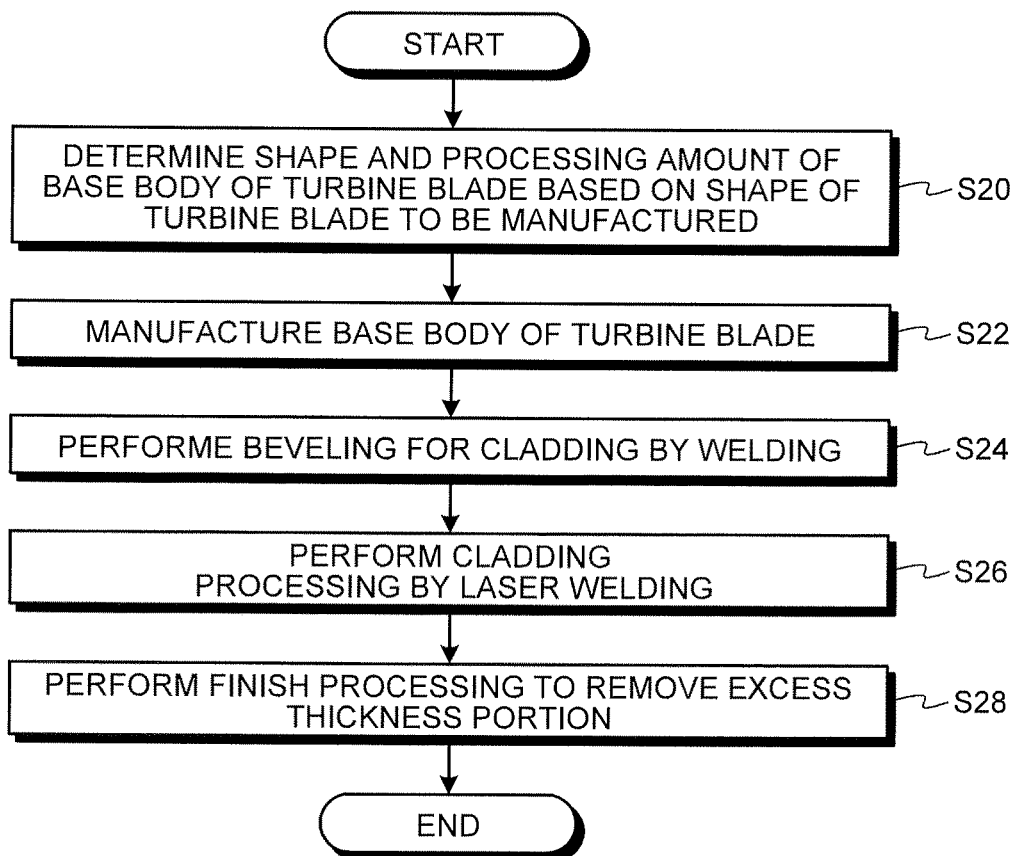 START
DETERMINE SHAPE AND PROCESSING AMOUNT OF
BASE BODY OF TURBINE BLADE BASED ON SHAPE OF
TURBINE BLADE TO BE MANUFACTURED
S20
MANUFACTURE BASE BODY OF TURBINE BLADE
S22
PERFORME BEVELING FOR CLADDING BY WELDING
S24
PERFORM CLADDING
PROCESSING BY LASER WELDING
S26
PERFORM FINISH PROCESSING TO REMOVE EXCESS
THICKNESS PORTION
S28
END